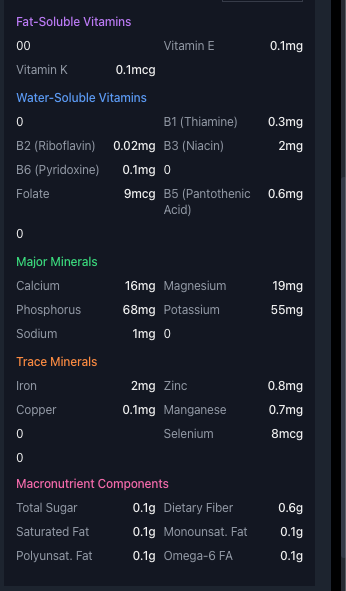 Fat-Soluble Vitamins
00 Vitamin E 0.1mg
Vitamin K 0.1mcg
Water-Soluble Vitamins
0 B1 (Thiamine) 0.3mg
B2 (Riboflavin) 0.02mg B3 (Niacin) 2mg
B6 (Pyridoxine) 0.1mg 0
Folate 9mcg B5 (Pantothenic 0.6mg
Acid)
0
Major Minerals
Calcium 16mg Magnesium 19mg
Phosphorus 68mg Potassium 55mg
Sodium 1mg 0
Trace Minerals
Iron 2mg Zinc 0.8mg
Copper 0.1mg Manganese 0.7mg
0 Selenium 8mcg
0
Macronutrient Components
Total Sugar 0.1g Dietary Fiber 0.6g
Saturated Fat 0.1g Monounsat. Fat 0.1g
Polyunsat. Fat 0.1g Omega-6 FA 0.1g